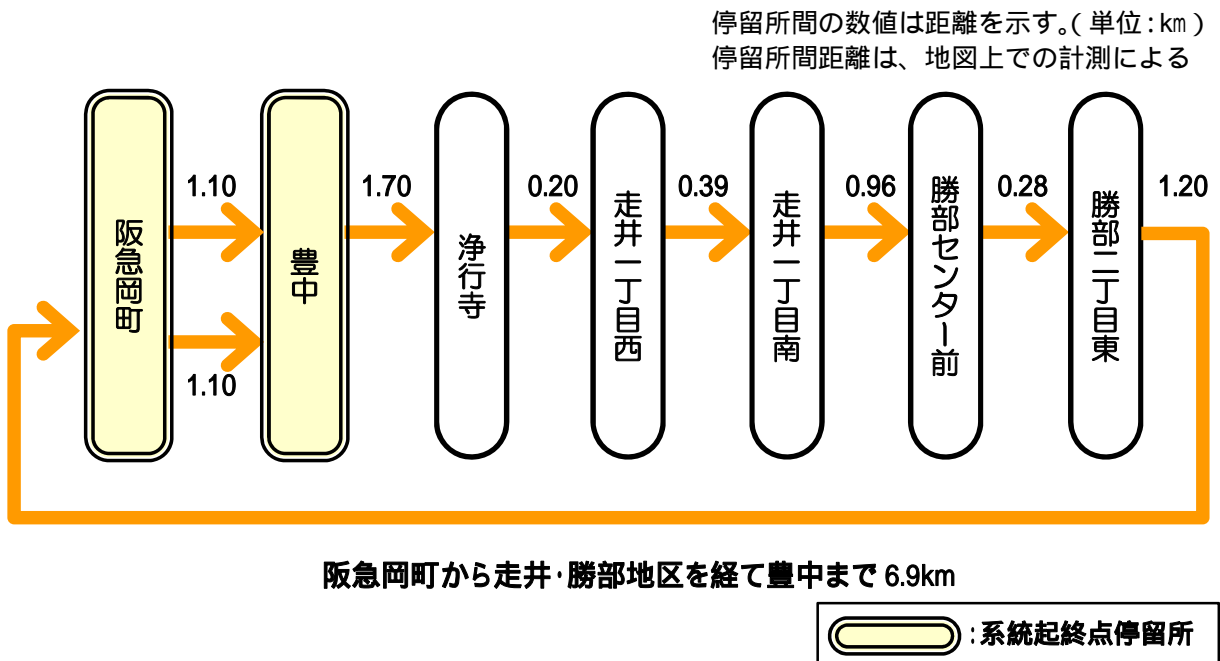 停留所間の数値は距離を示す。(単位:km)
停留所間距離は、地図上での計測による
阪急岡町
1.10
1.10
豊中
1.70
浄行寺
0.20
走井一丁目西
0.39
走井一丁目南
0.96
勝部センター前
0.28
勝部二丁目東
1.20
阪急岡町から走井・勝部地区を経て豊中まで 6.9km
:系統起終点停留所